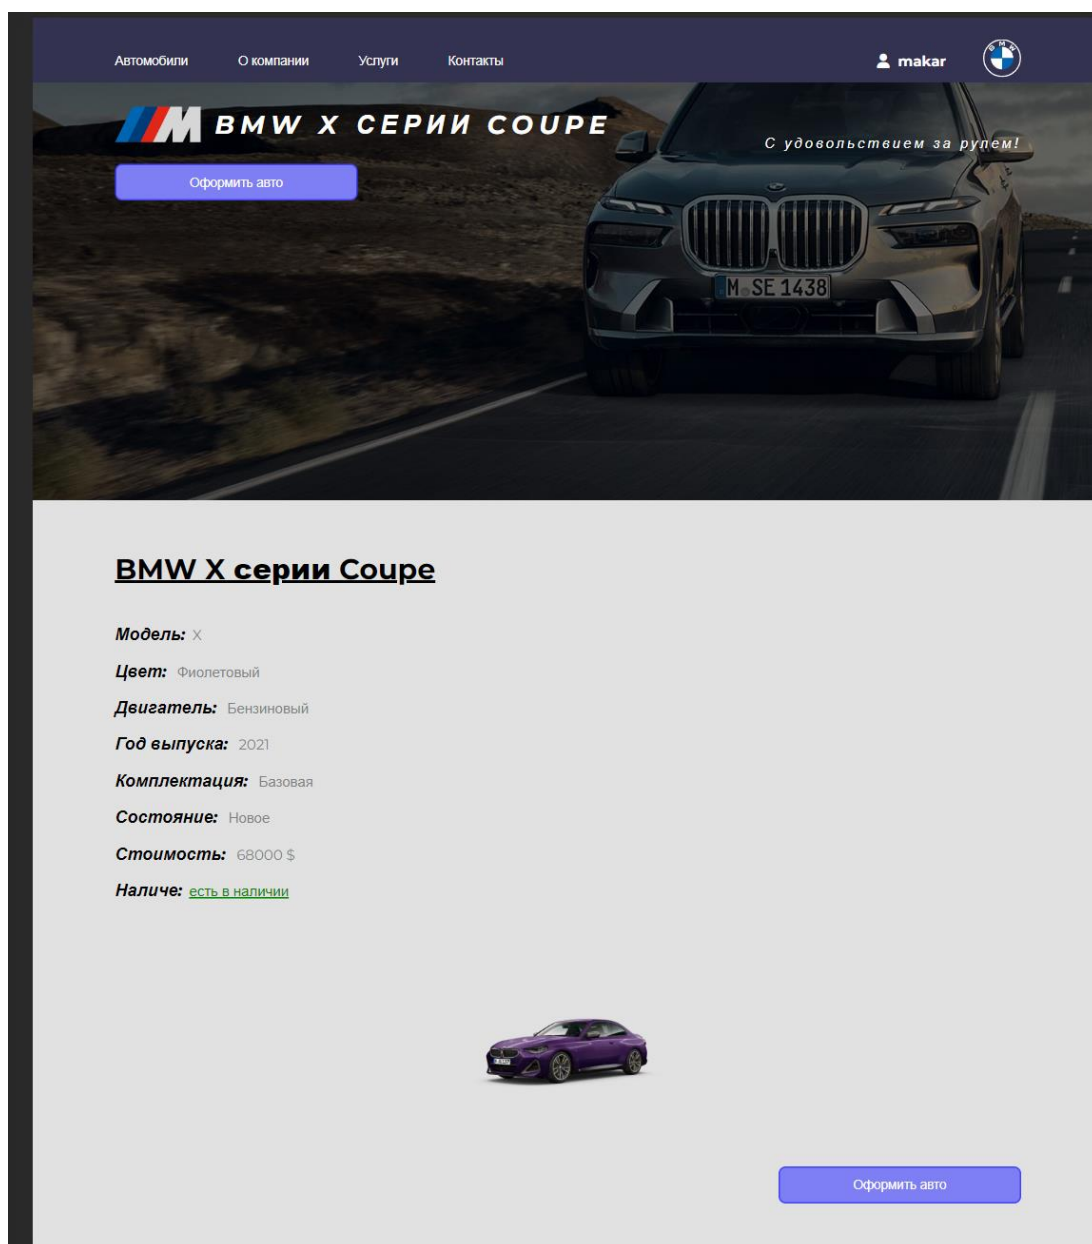 Автомобили О компании Услуги Контакты makar
BMW X СЕРИИ COUPE
С удовольствием за рулем!
Оформить авто
M SE 1438
BMW X серии Coupe
Модель: X
Цвет: Фиолетовый
Двигатель: Бензиновый
Год выпуска: 2021
Комплектация: Базовая
Состояние: Новое
Стоимость: 68000 $
Наличе: есть в наличии
Оформить авто